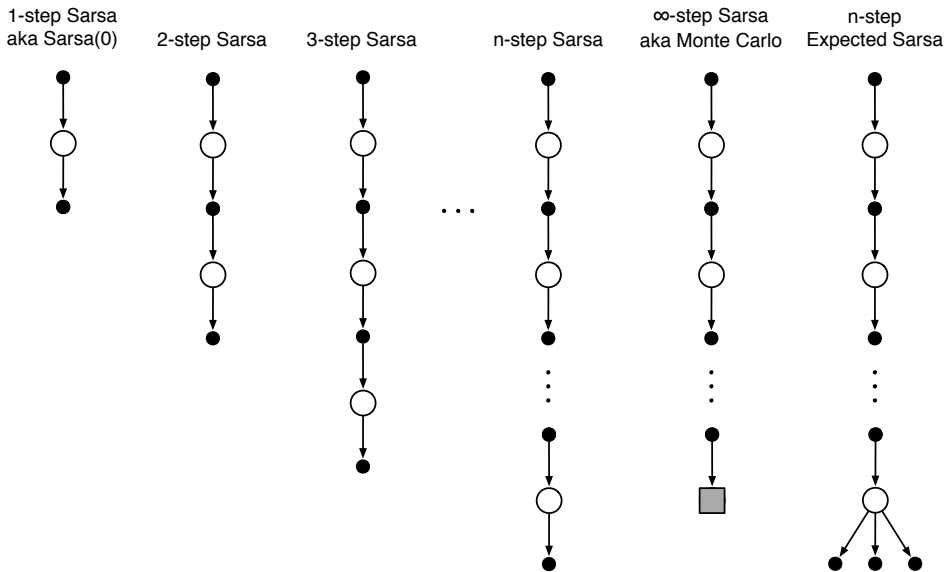 1-step Sarsa
aka Sarsa(0)
2-step Sarsa
3-step Sarsa
n-step Sarsa
∞-step Sarsa
aka Monte Carlo
n-step
Expected Sarsa